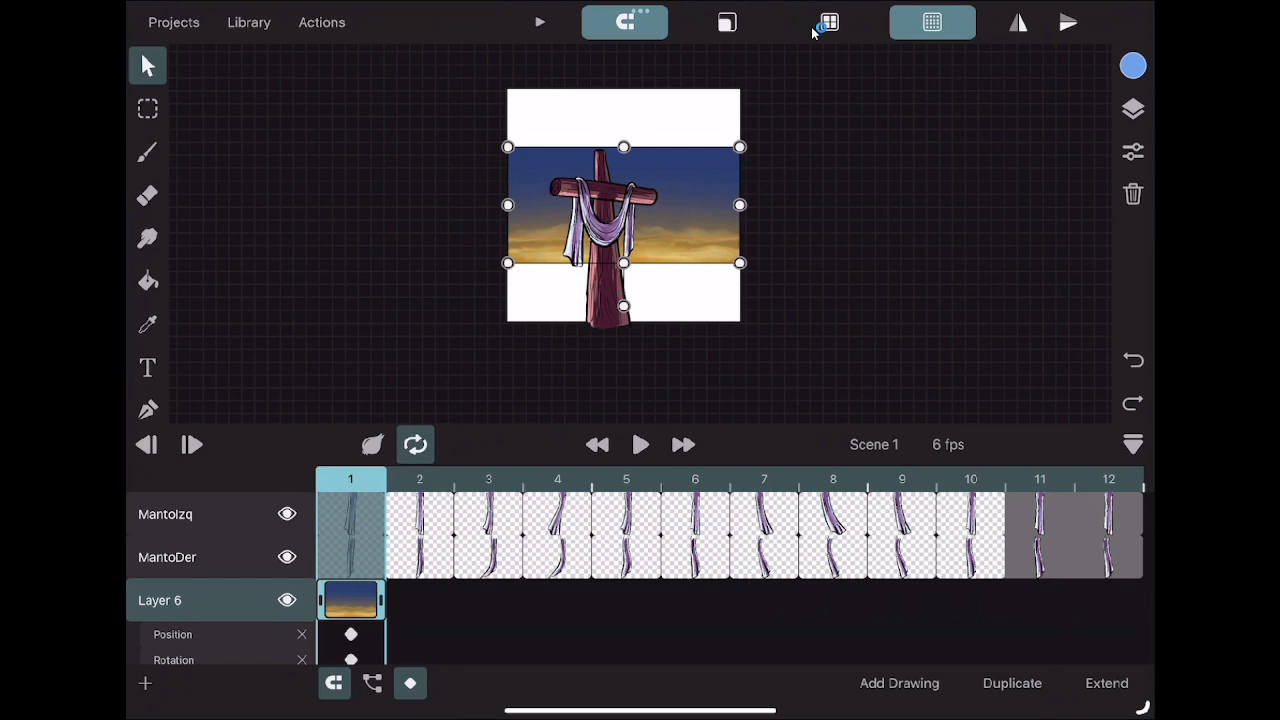 Projects Library Actions
Scene 1 6 fps
1 2 3 4 5 6 7 8 9 10 11 12
MantoIzq
MantoDer
Layer 6
Position
Rotation
Add Drawing Duplicate Extend